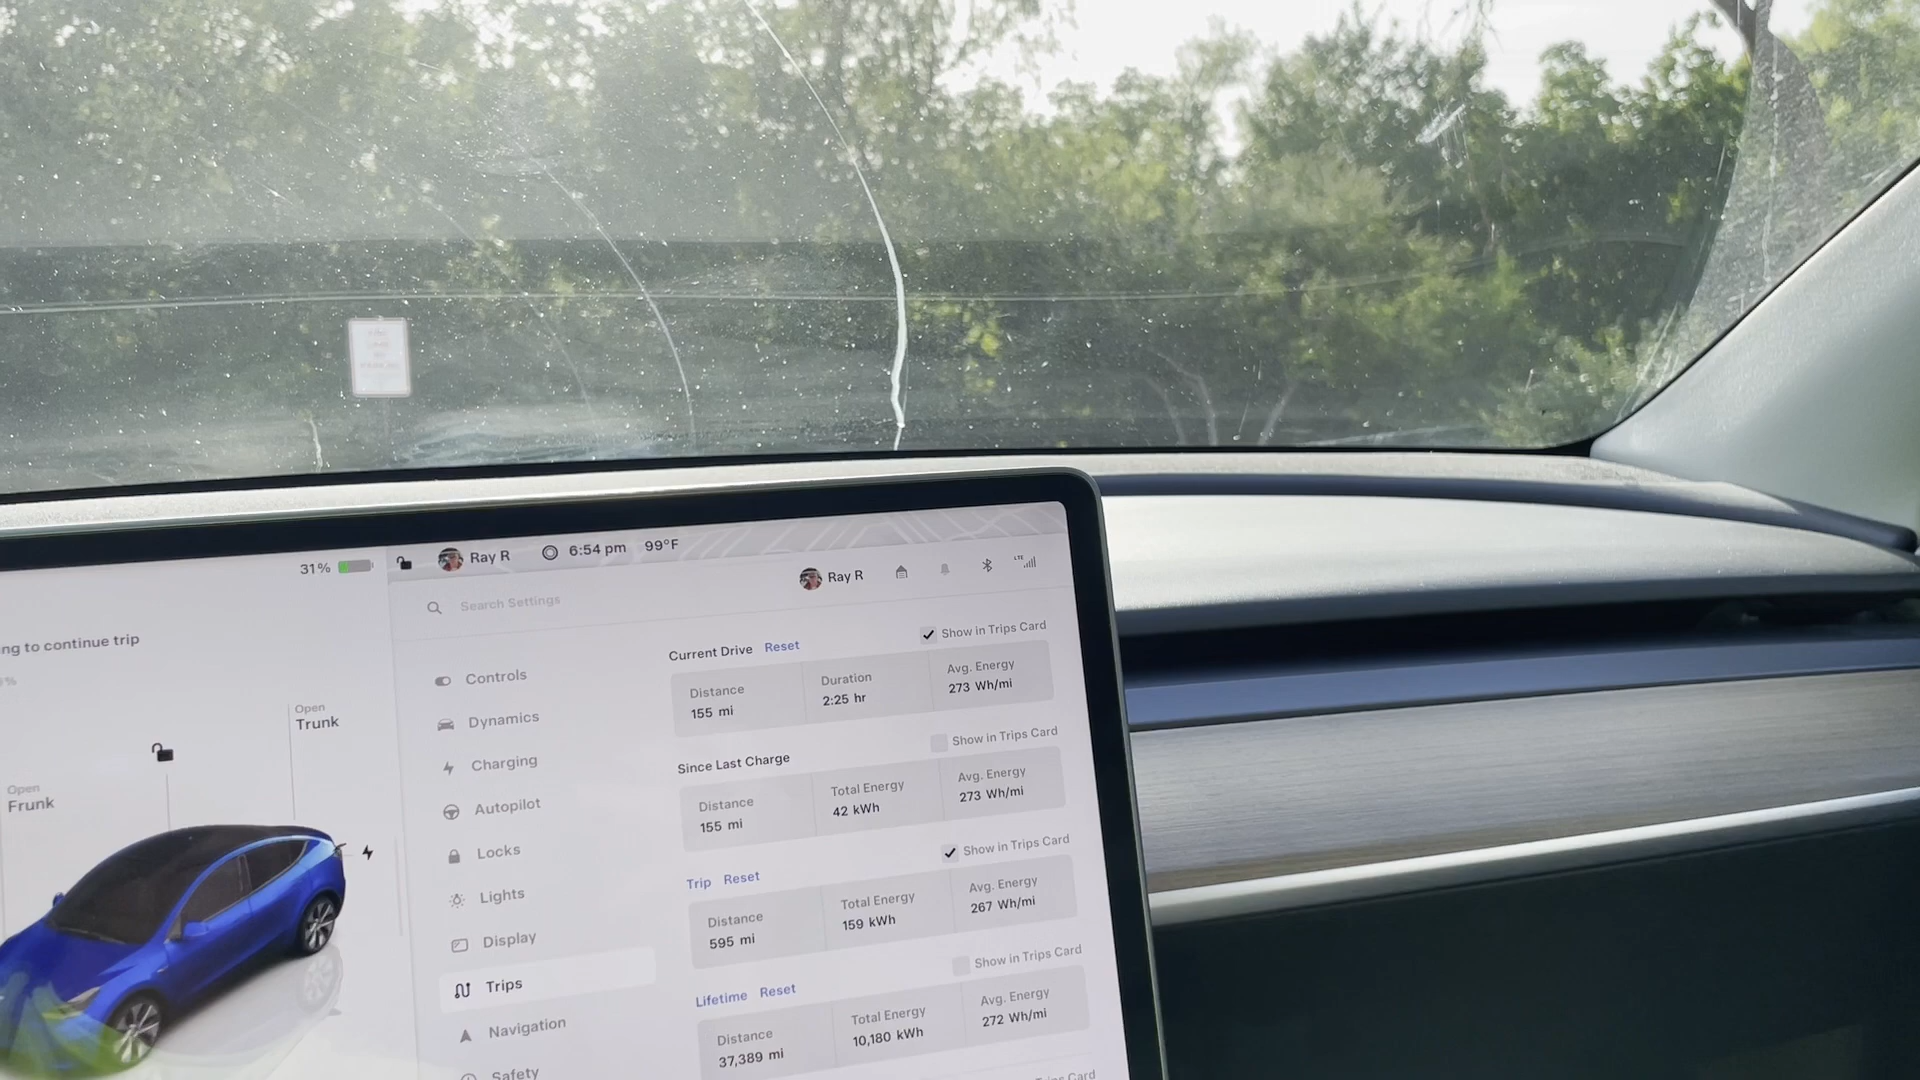 31%
Ray R
6:54 pm
99°F
ng to continue trip
%
Open
Trunk
Open
Frunk
Search Settings
Ray R
LTE
Controls
Dynamics
Charging
Autopilot
Locks
Lights
Display
Trips
Navigation
Safety
Current Drive Reset
Show in Trips Card
Distance
155 mi
Duration
2:25 hr
Avg. Energy
273 Wh/mi
Since Last Charge
Show in Trips Card
Distance
155 mi
Total Energy
42 kWh
Avg. Energy
273 Wh/mi
Trip Reset
Show in Trips Card
Distance
595 mi
Total Energy
159 kWh
Avg. Energy
267 Wh/mi
Lifetime Reset
Show in Trips Card
Distance
37,389 mi
Total Energy
10,180 kWh
Avg. Energy
272 Wh/mi
Trips Card